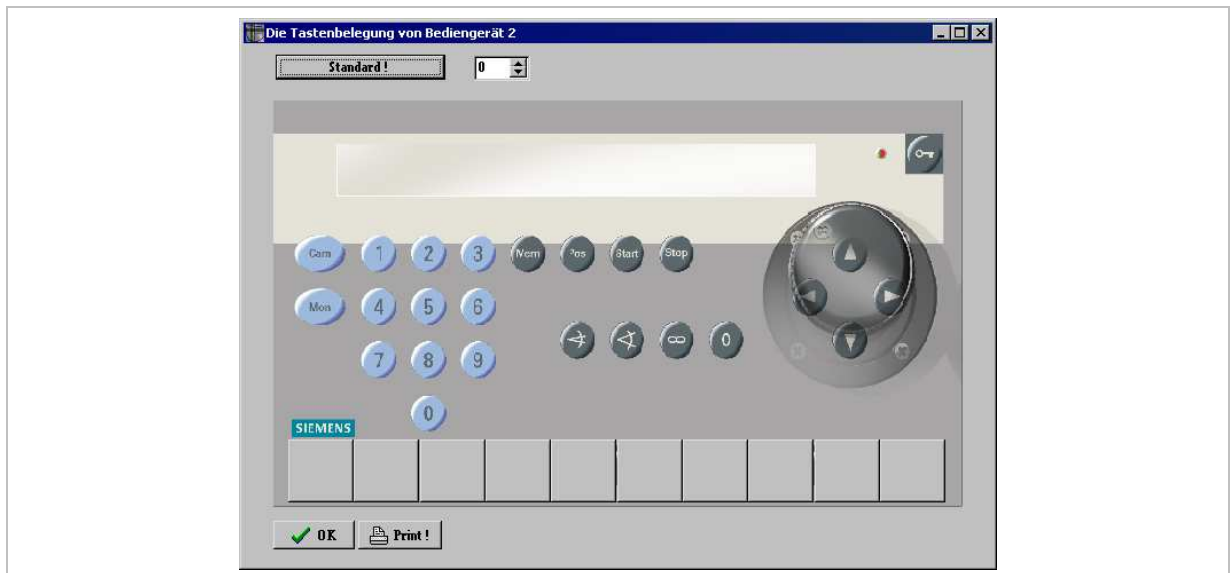 Die Tastenbelegung von Bediengerät 2
Standard !
0
Cam 1 2 3 Mem Pos Start Stop
Mon 4 5 6
0
7 8 9
0
SIEMENS
OK Print !